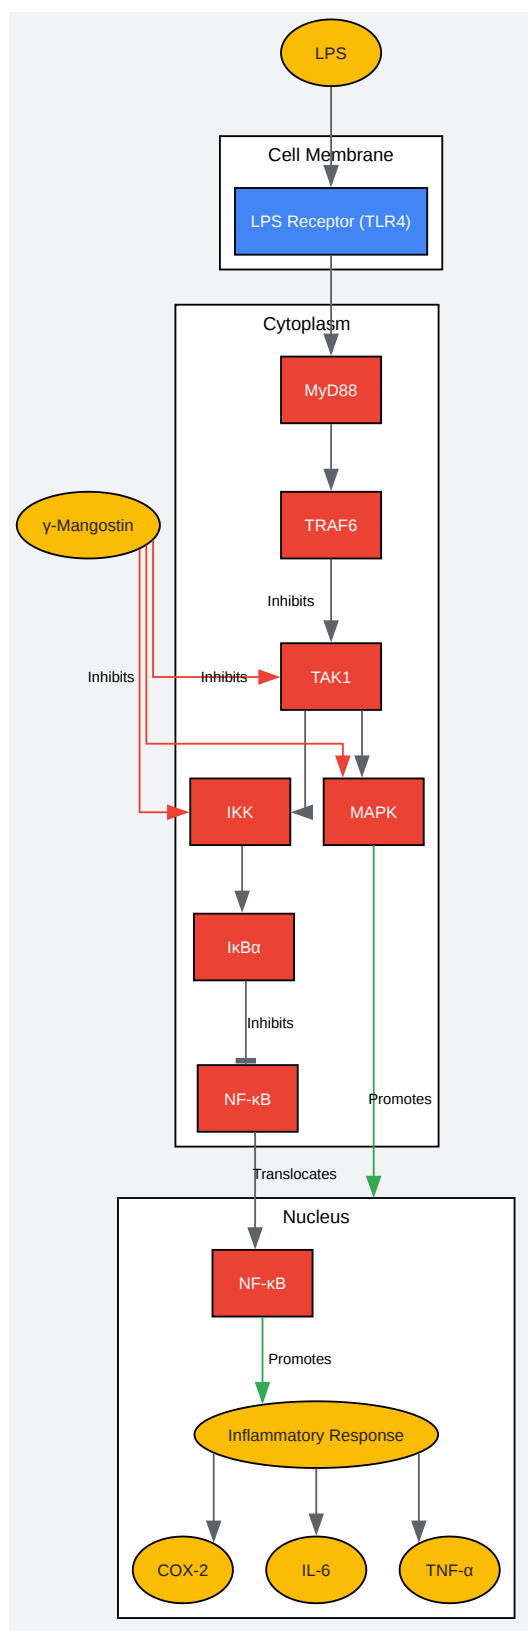 LPS
Cell Membrane
LPS Receptor (TLR4)
Cytoplasm
MyD88
γ-Mangostin
TRAF6
Inhibits
Inhibits
Inhibits
TAK1
IKK
MAPK
IκBα
Inhibits
NF-κB
Promotes
Translocates
Nucleus
NF-κB
Promotes
Inflammatory Response
COX-2
IL-6
TNF-α